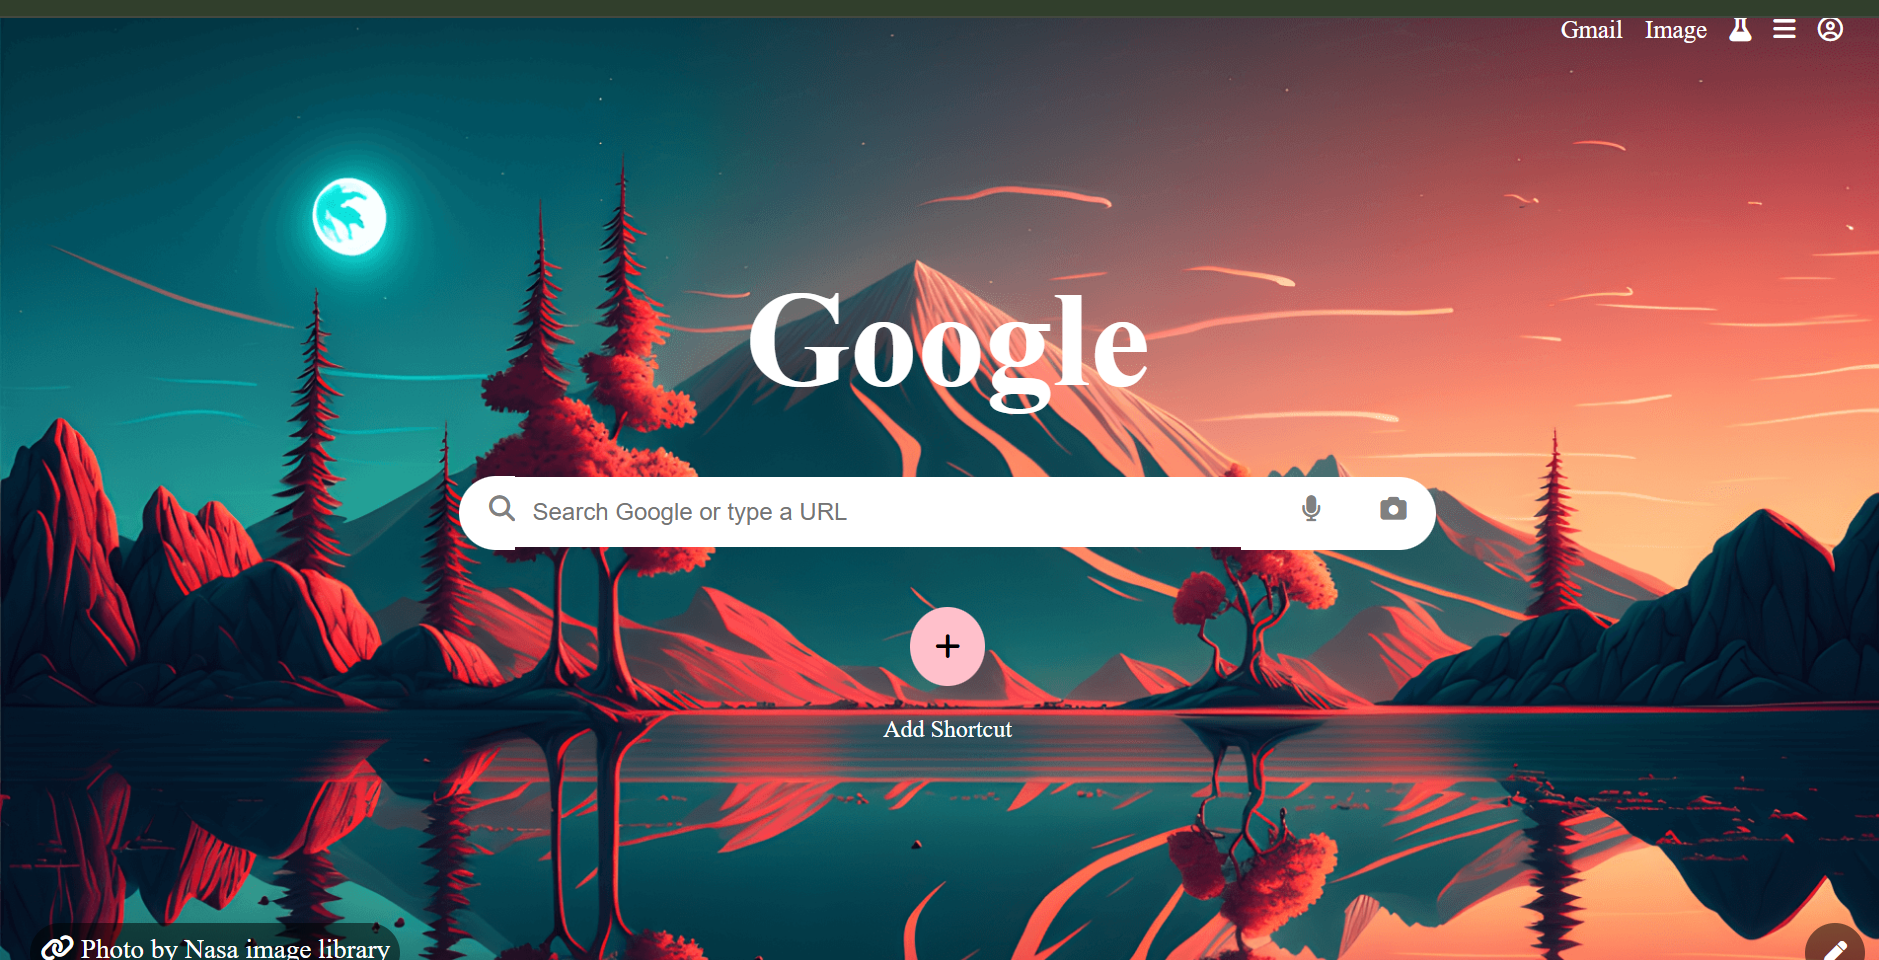 Gmail Image
Google
Search Google or type a URL
Add Shortcut
Photo by Nasa image library